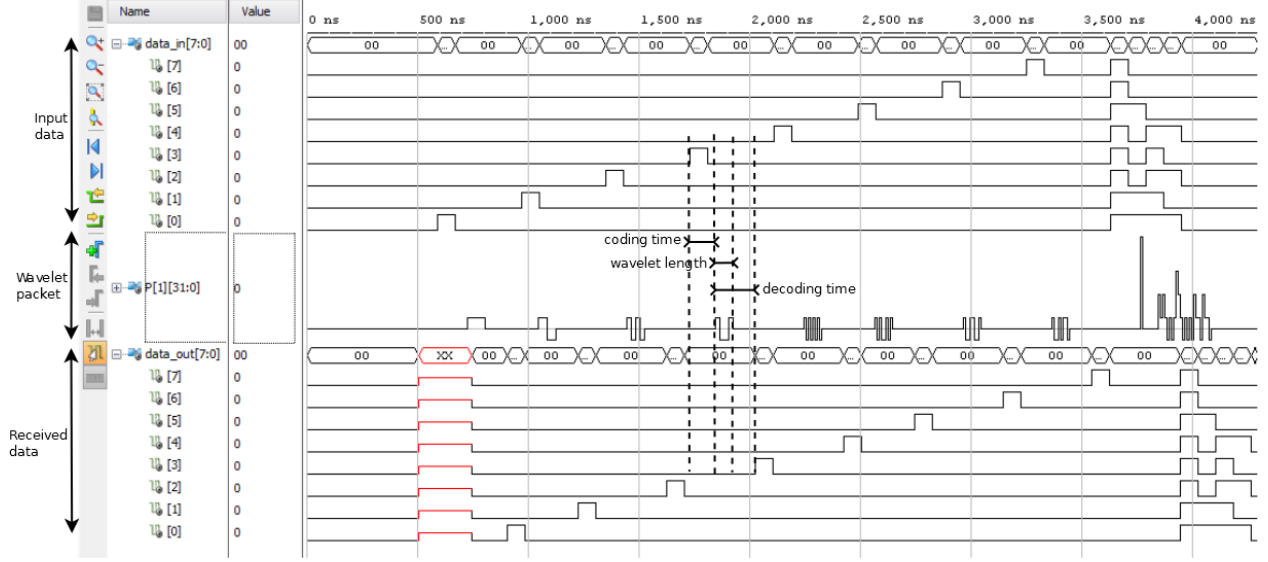 Name Value 0 ns 500 ns 1,000 ns 1,500 ns 2,000 ns 2,500 ns 3,000 ns 3,500 ns 4,000 ns
data_in[7:0] 00 00 ... 00 ... 00 ... 00 ... 00 ... 00 ... 00 ... 00 ... 00 ... ... ... ... 00
[7] 0
[6] 0
[5] 0
Input
data
[4] 0
[3] 0
[2] 0
[1] 0
[0] 0
coding time
wavelet length
Wavelet
packet
P[1][31:0] 0
decoding time
data_out[7:0] 00 00 XX 00 ... 00 ... 00 ... 00 ... 00 ... 00 ... 00 ... 00 ... 00 ... ... ... ...
[7] 0
[6] 0
[5] 0
Received
data
[4] 0
[3] 0
[2] 0
[1] 0
[0] 0